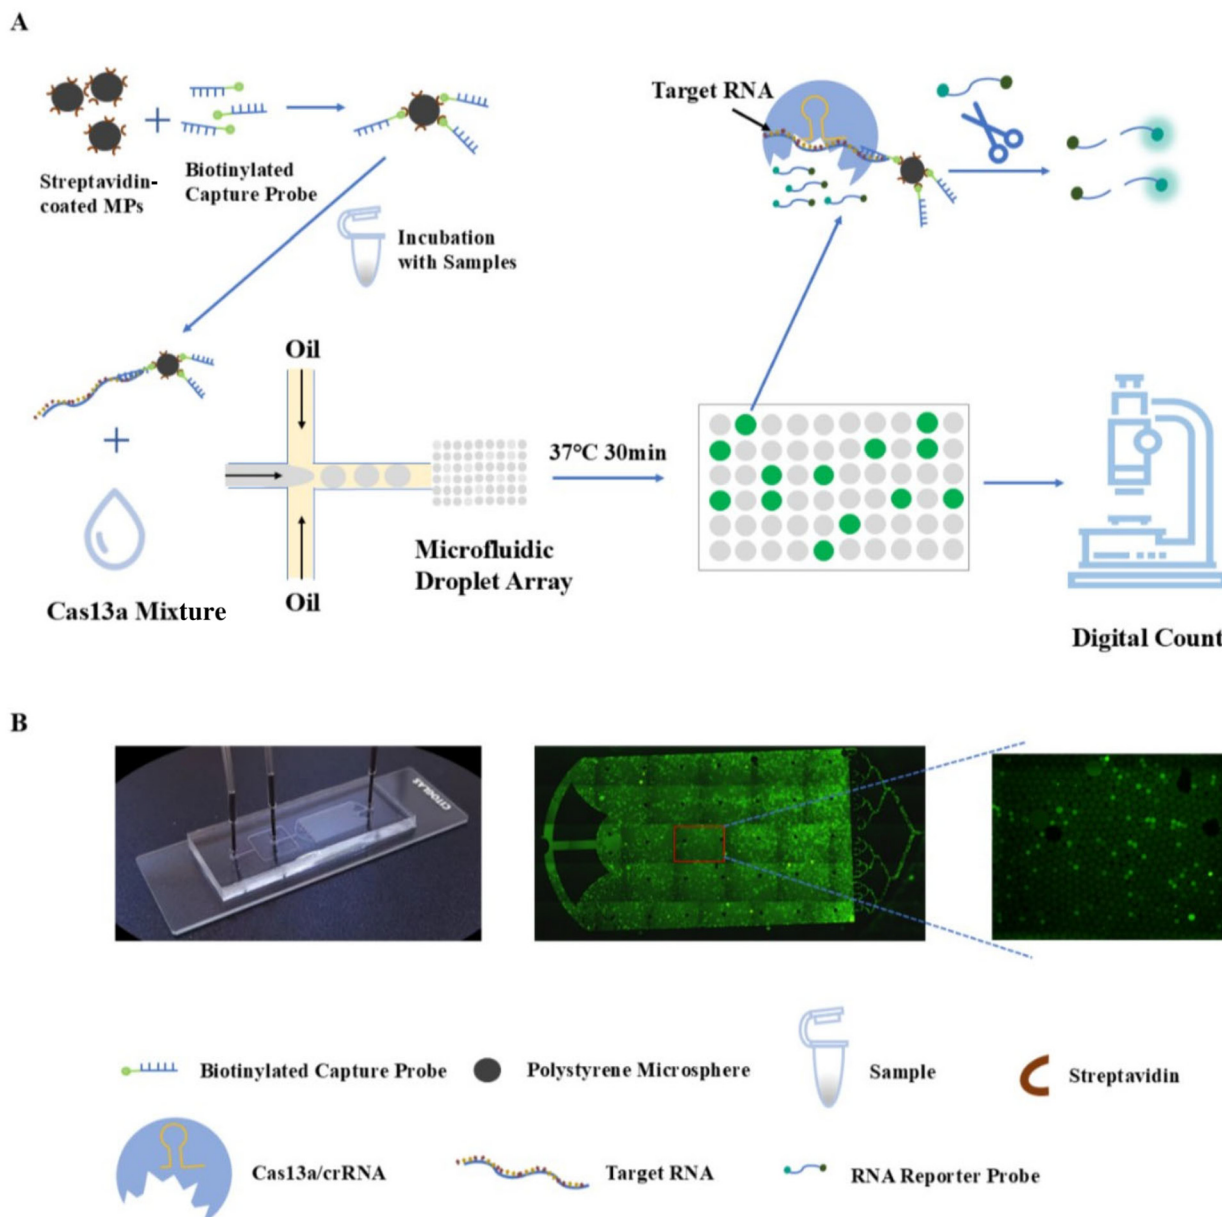 A
Streptavidin-
coated MPs
Biotinylated
Capture Probe
Incubation
with Samples
Target RNA
Oil
Oil
Cas13a Mixture
Microfluidic
Droplet Array
37°C 30min
Digital Count
B
CITOGLAS
Biotinylated Capture Probe
Polystyrene Microsphere
Sample
Streptavidin
Cas13a/crRNA
Target RNA
RNA Reporter Probe